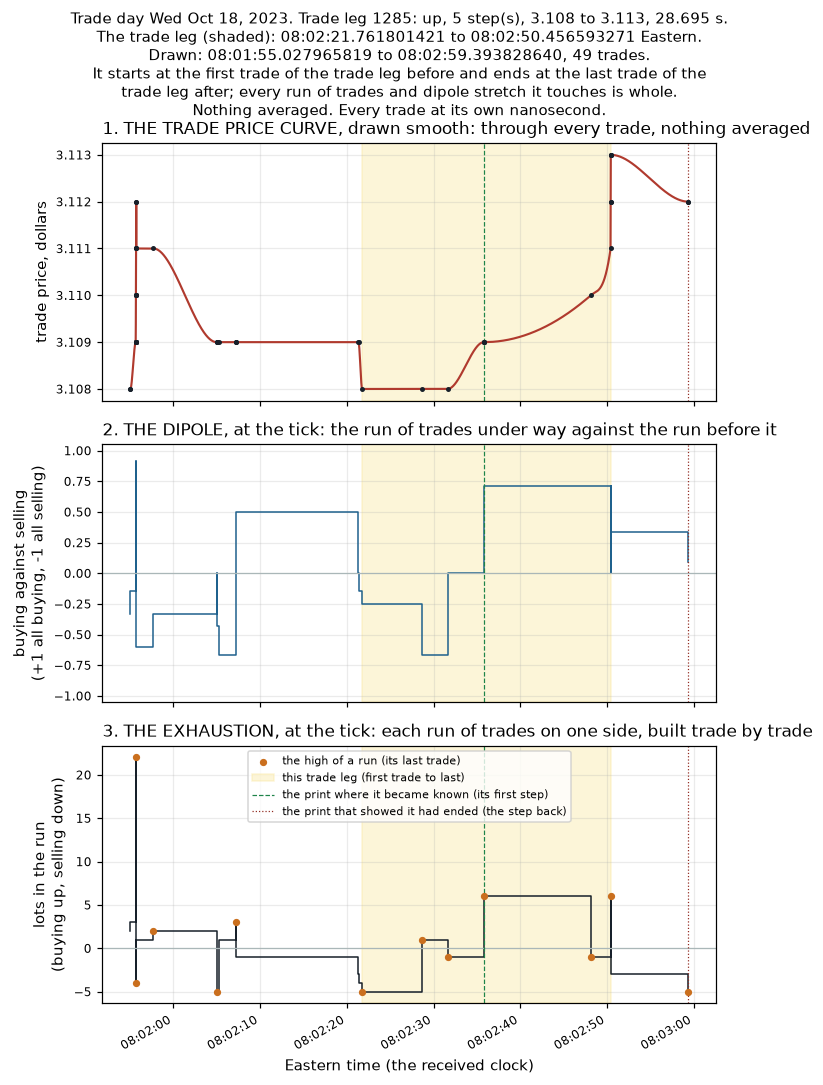 Trade day Wed Oct 18, 2023. Trade leg 1285: up, 5 step(s), 3.108 to 3.113, 28.695 s.
The trade leg (shaded): 08:02:21.761801421 to 08:02:50.456593271 Eastern.
Drawn: 08:01:55.027965819 to 08:02:59.393828640, 49 trades.
It starts at the first trade of the trade leg before and ends at the last trade of the
trade leg after; every run of trades and dipole stretch it touches is whole.
Nothing averaged. Every trade at its own nanosecond.
1. THE TRADE PRICE CURVE, drawn smooth: through every trade, nothing averaged
3.113
3.112
3.111
3.110
3.109
3.108
trade price, dollars
2. THE DIPOLE, at the tick: the run of trades under way against the run before it
1.00
0.75
0.50
0.25
0.00
−0.25
−0.50
−0.75
−1.00
buying against selling
(+1 all buying, -1 all selling)
3. THE EXHAUSTION, at the tick: each run of trades on one side, built trade by trade
the high of a run (its last trade)
this trade leg (first trade to last)
the print where it became known (its first step)
the print that showed it had ended (the step back)
20
15
10
5
0
−5
lots in the run
(buying up, selling down)
08:02:00
08:02:10
08:02:20
08:02:30
08:02:40
08:02:50
08:03:00
Eastern time (the received clock)